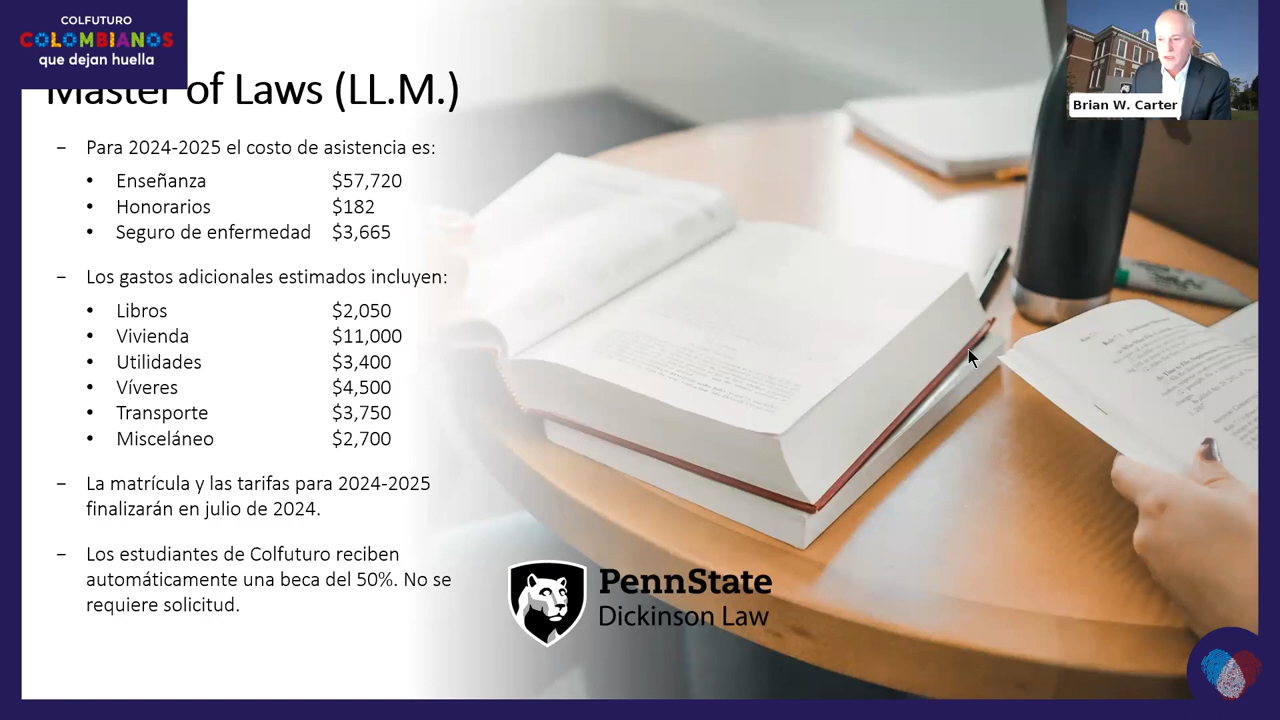 COLFUTURO
COLOMBIANOS
que dejan huella
Master of Laws (LL.M.)
Brian W. Carter
– Para 2024-2025 el costo de asistencia es:
• Enseñanza $57,720
• Honorarios $182
• Seguro de enfermedad $3,665
– Los gastos adicionales estimados incluyen:
• Libros $2,050
• Vivienda $11,000
• Utilidades $3,400
• Víveres $4,500
• Transporte $3,750
• Misceláneo $2,700
– La matrícula y las tarifas para 2024-2025
finalizarán en julio de 2024.
– Los estudiantes de Colfuturo reciben
automáticamente una beca del 50%. No se
requiere solicitud.
PennState
Dickinson Law